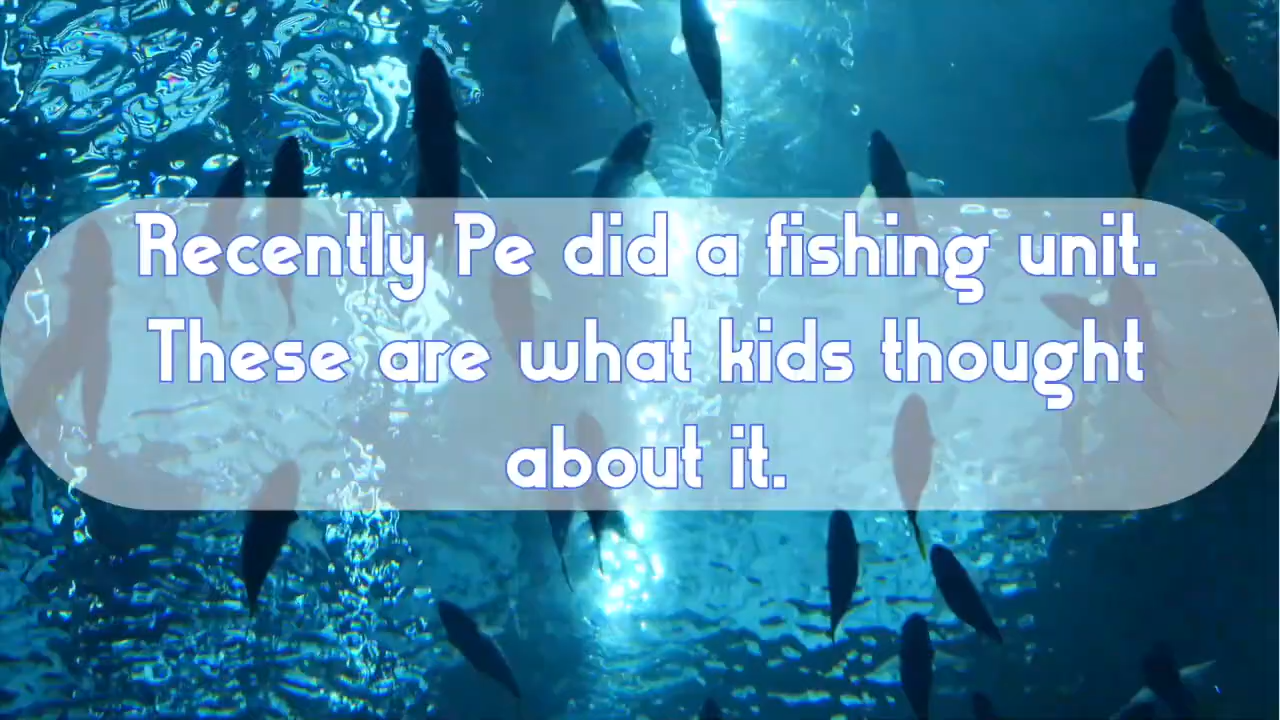 Recently Pe did a fishing unit.
These are what kids thought
about it.